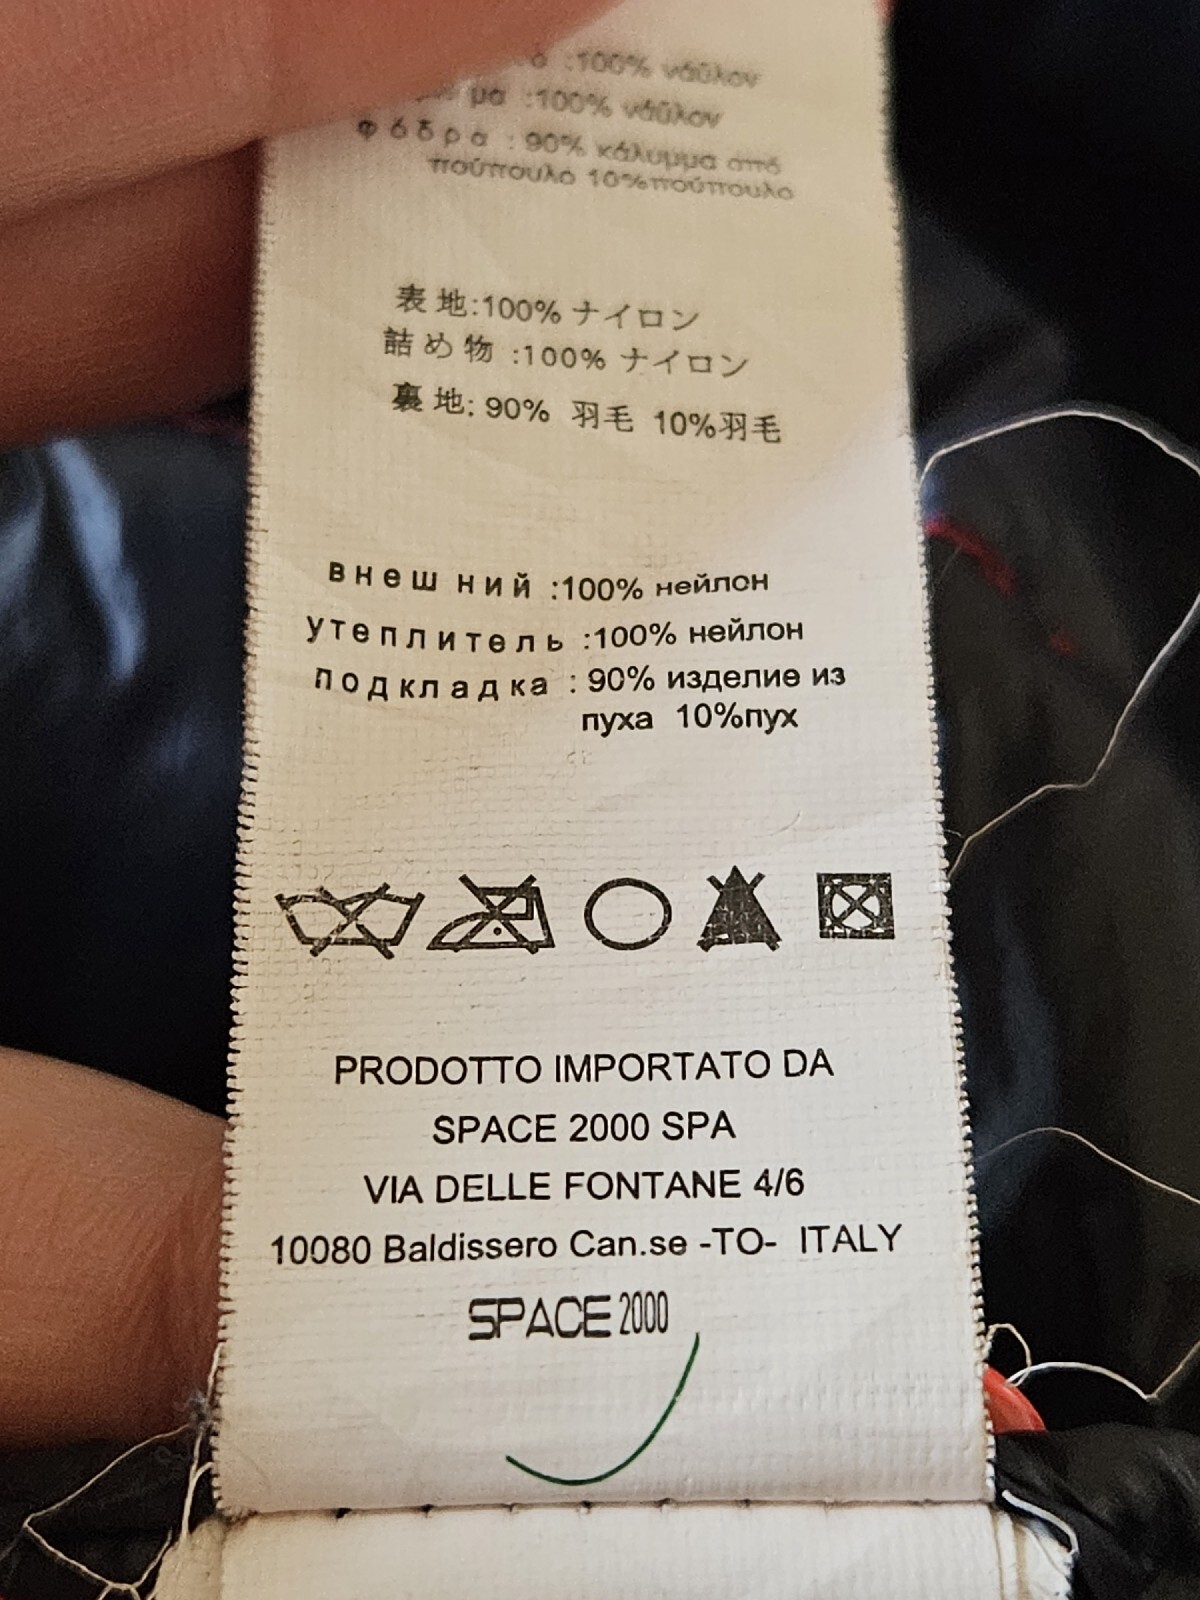 :100% νάϋλον
μα :100% νάϋλον
φόδρα : 90% κάλυμμα από
πούπουλο 10%πούπουλο
表地:100% ナイロン
詰め物 :100% ナイロン
裏地: 90% 羽毛 10%羽毛
внешний :100% нейлон
утеплитель :100% нейлон
подкладка : 90% изделие из
пуха 10%пух
PRODOTTO IMPORTATO DA
SPACE 2000 SPA
VIA DELLE FONTANE 4/6
10080 Baldissero Can.se -TO- ITALY
SPACE 2000